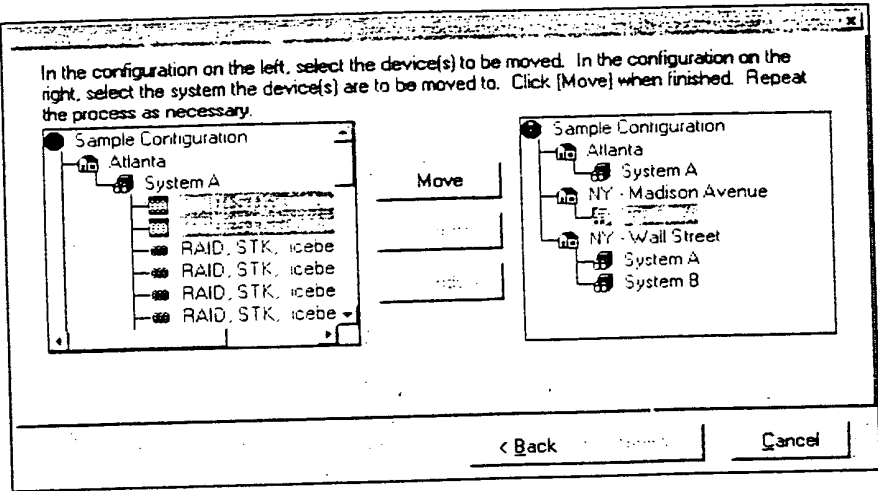 In the configuration on the left, select the device(s) to be moved. In the configuration on the
right, select the system the device(s) are to be moved to. Click [Move] when finished. Repeat
the process as necessary.
Sample Configuration
Atlanta
System A
RAID, STK, icebe
RAID, STK, icebe
RAID, STK, icebe
RAID, STK, icebe
Move
Sample Configuration
Atlanta
System A
NY - Madison Avenue
NY - Wall Street
System A
System B
< Back
Cancel